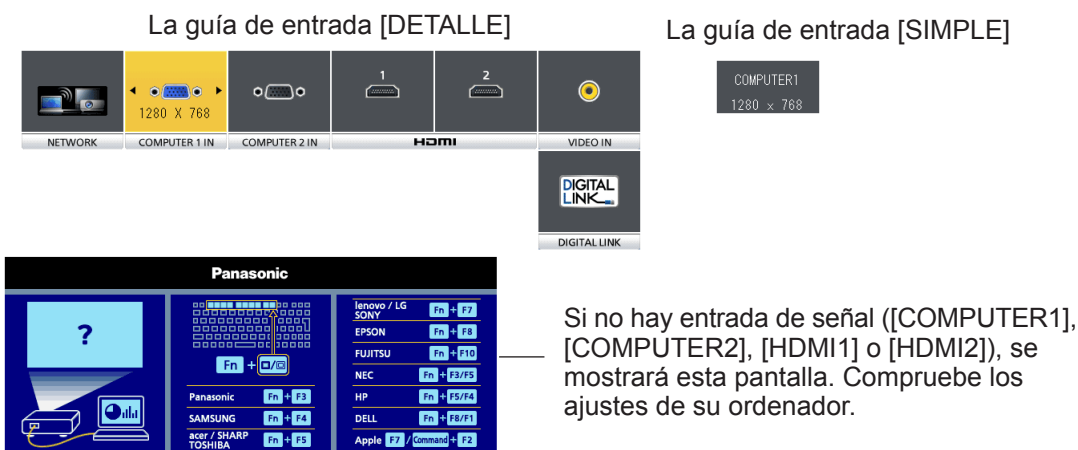 La guía de entrada [DETALLE]
La guía de entrada [SIMPLE]
1280 X 768
1
2
NETWORK
COMPUTER 1 IN
COMPUTER 2 IN
HDMI
VIDEO IN
DIGITAL
LINK
DIGITAL LINK
COMPUTER1
1280 x 768
Panasonic
?
Fn +
Panasonic Fn + F3
SAMSUNG Fn + F4
acer / SHARP
TOSHIBA Fn + F5
lenovo / LG
SONY Fn + F7
EPSON Fn + F8
FUJITSU Fn + F10
NEC Fn + F3/F5
HP Fn + F5/F4
DELL Fn + F8/F1
Apple F7 / Command + F2
Si no hay entrada de señal ([COMPUTER1],
[COMPUTER2], [HDMI1] o [HDMI2]), se
mostrará esta pantalla. Compruebe los
ajustes de su ordenador.